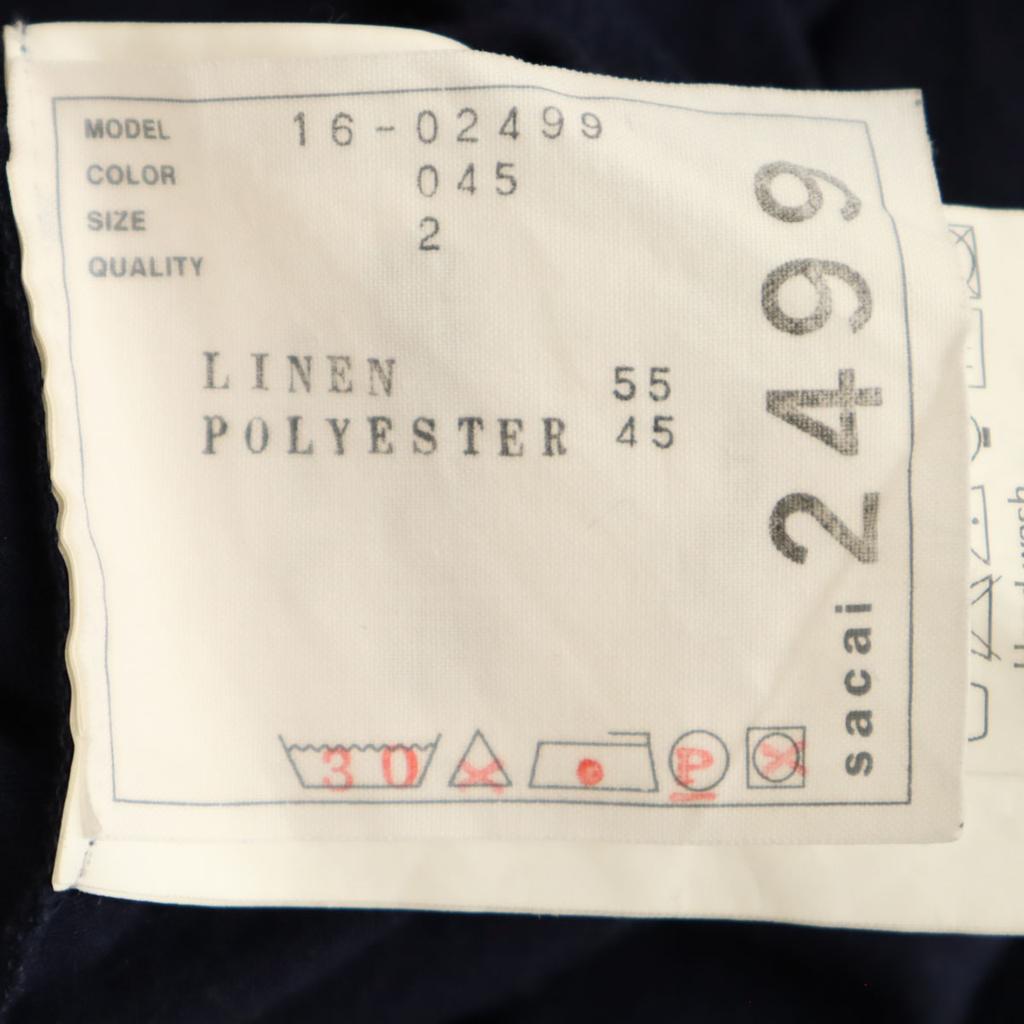 MODEL 16-02499
COLOR 045
SIZE 2
QUALITY
LINEN 55
POLYESTER 45
sacai 2499
30
P